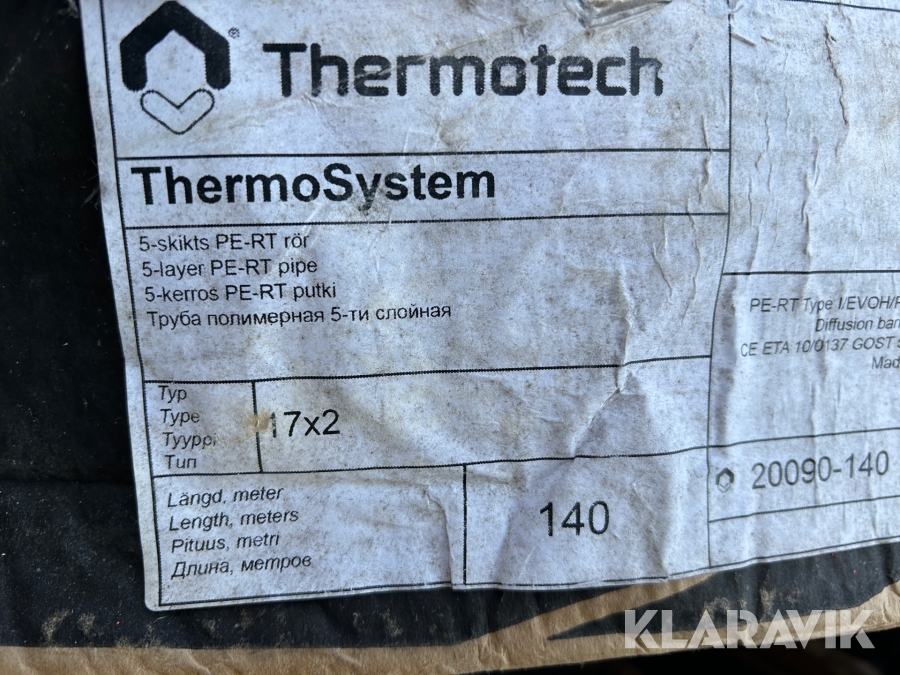 Thermotech
ThermoSystem
5-skikts PE-RT rör
5-layer PE-RT pipe
5-kerros PE-RT putki
Труба полимерная 5-ти слойная
PE-RT Type I/EVOH/
Diffusion
CE ETA 10/0137 GOST
Typ
Type
Tyyppi
Тип
17x2
20090-140
Längd, meter
Length, meters
Pituus, metri
Длина, метров
140
KLARAVIK